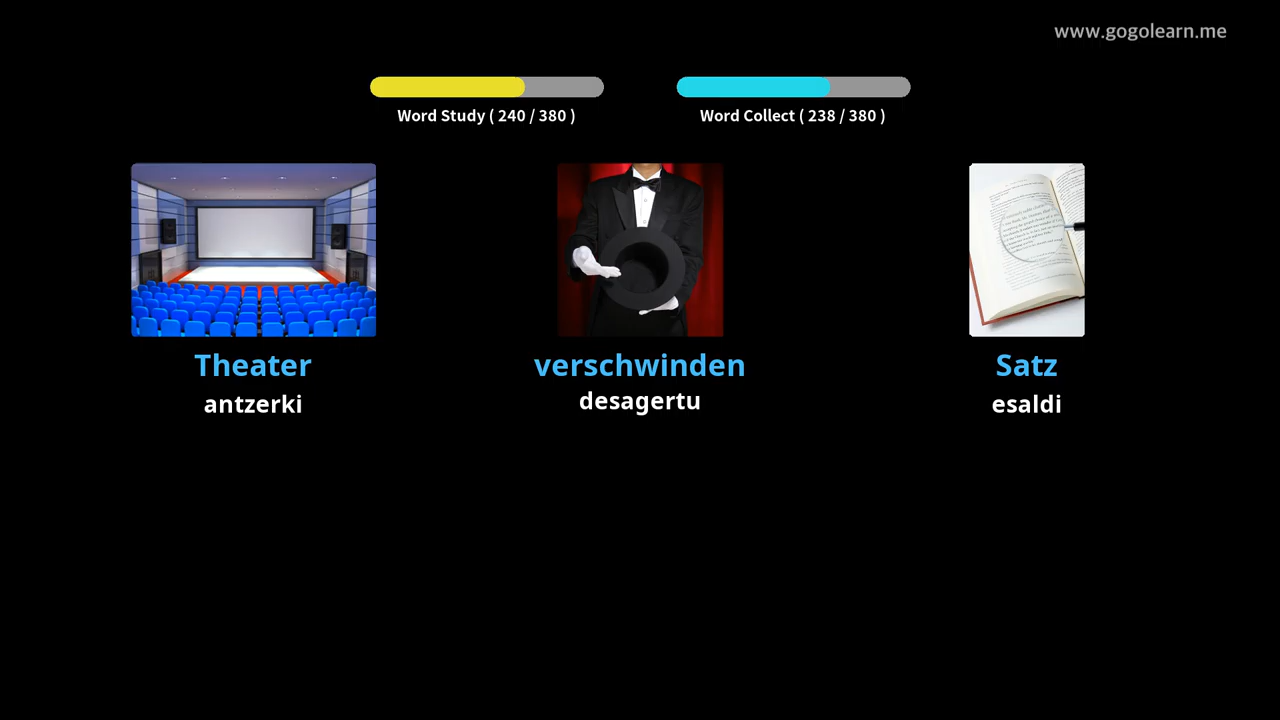 www.gogolearn.me
Word Study ( 240 / 380 )
Word Collect ( 238 / 380 )
Theater
antzerki
verschwinden
desagertu
Satz
esaldi